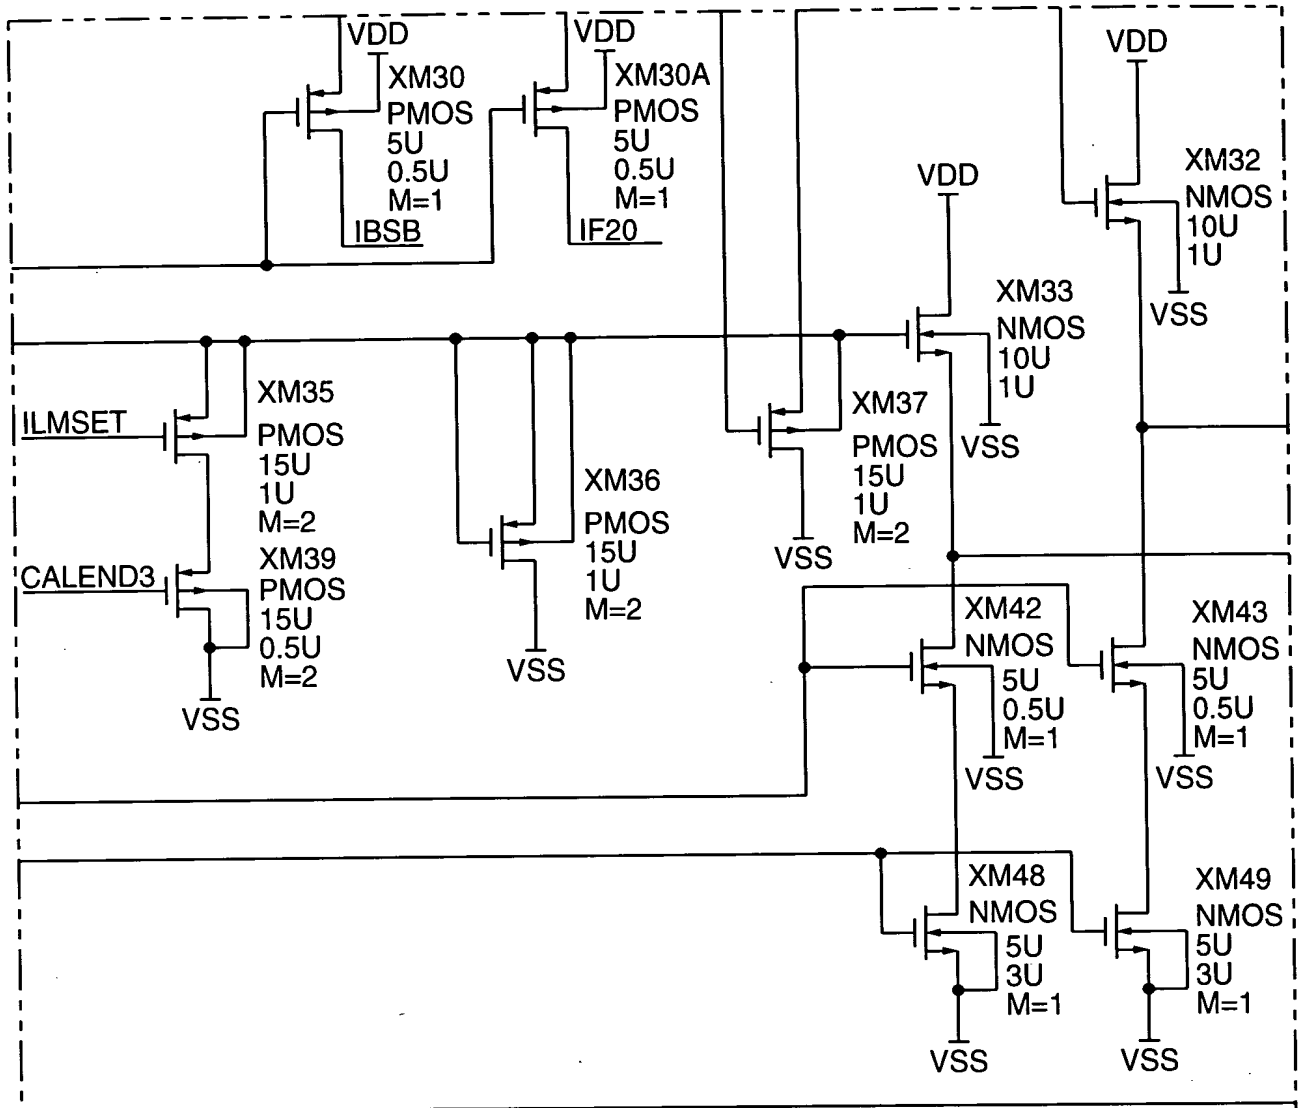 VDD
XM30
PMOS
5U
0.5U
M=1
IBSB
VDD
XM30A
PMOS
5U
0.5U
M=1
IF20
VDD
XM32
NMOS
10U
1U
VSS
VDD
XM33
NMOS
10U
1U
VSS
ILMSET
XM35
PMOS
15U
1U
M=2
CALEND3
XM39
PMOS
15U
0.5U
M=2
VSS
XM36
PMOS
15U
1U
M=2
VSS
XM37
PMOS
15U
1U
M=2
VSS
XM42
NMOS
5U
0.5U
M=1
VSS
XM43
NMOS
5U
0.5U
M=1
VSS
XM48
NMOS
5U
3U
M=1
VSS
XM49
NMOS
5U
3U
M=1
VSS